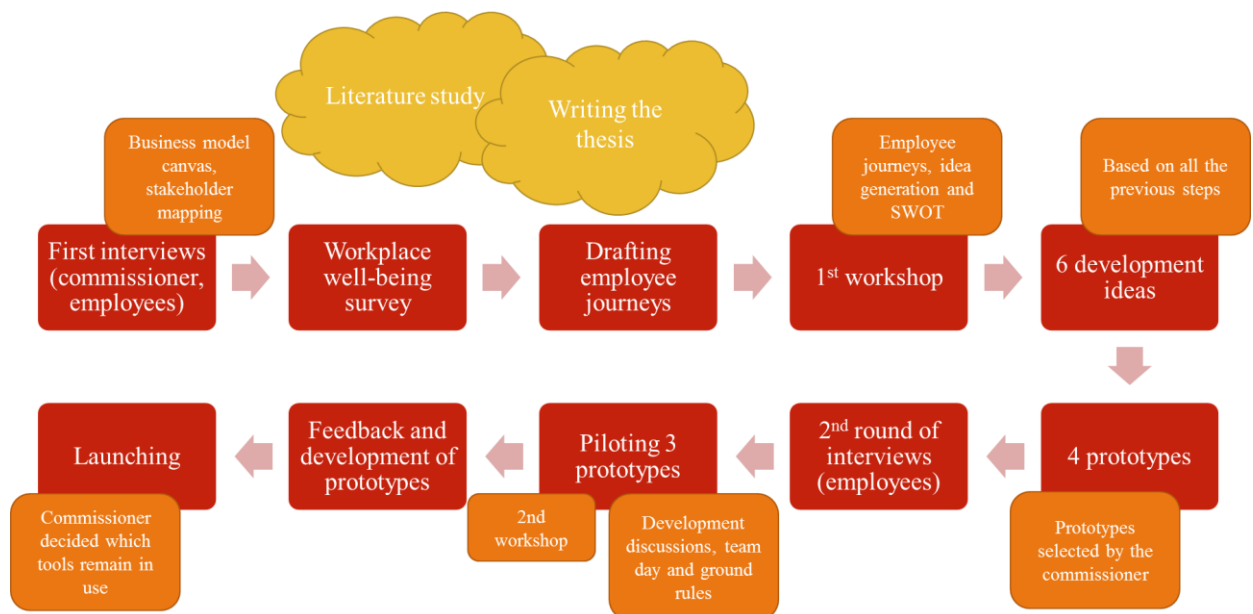 Literature study
Writing the
thesis
Business model
canvas,
stakeholder
mapping
Employee
journeys, idea
generation and
SWOT
Based on all the
previous steps
First interviews
(commissioner,
employees)
Workplace
well-being
survey
Drafting
employee
journeys
1st workshop
6 development
ideas
Launching
Feedback and
development of
prototypes
Piloting 3
prototypes
2nd round of
interviews
(employees)
4 prototypes
Commissioner
decided which
tools remain in
use
2nd
workshop
Development
discussions, team
day and ground
rules
Prototypes
selected by the
commissioner